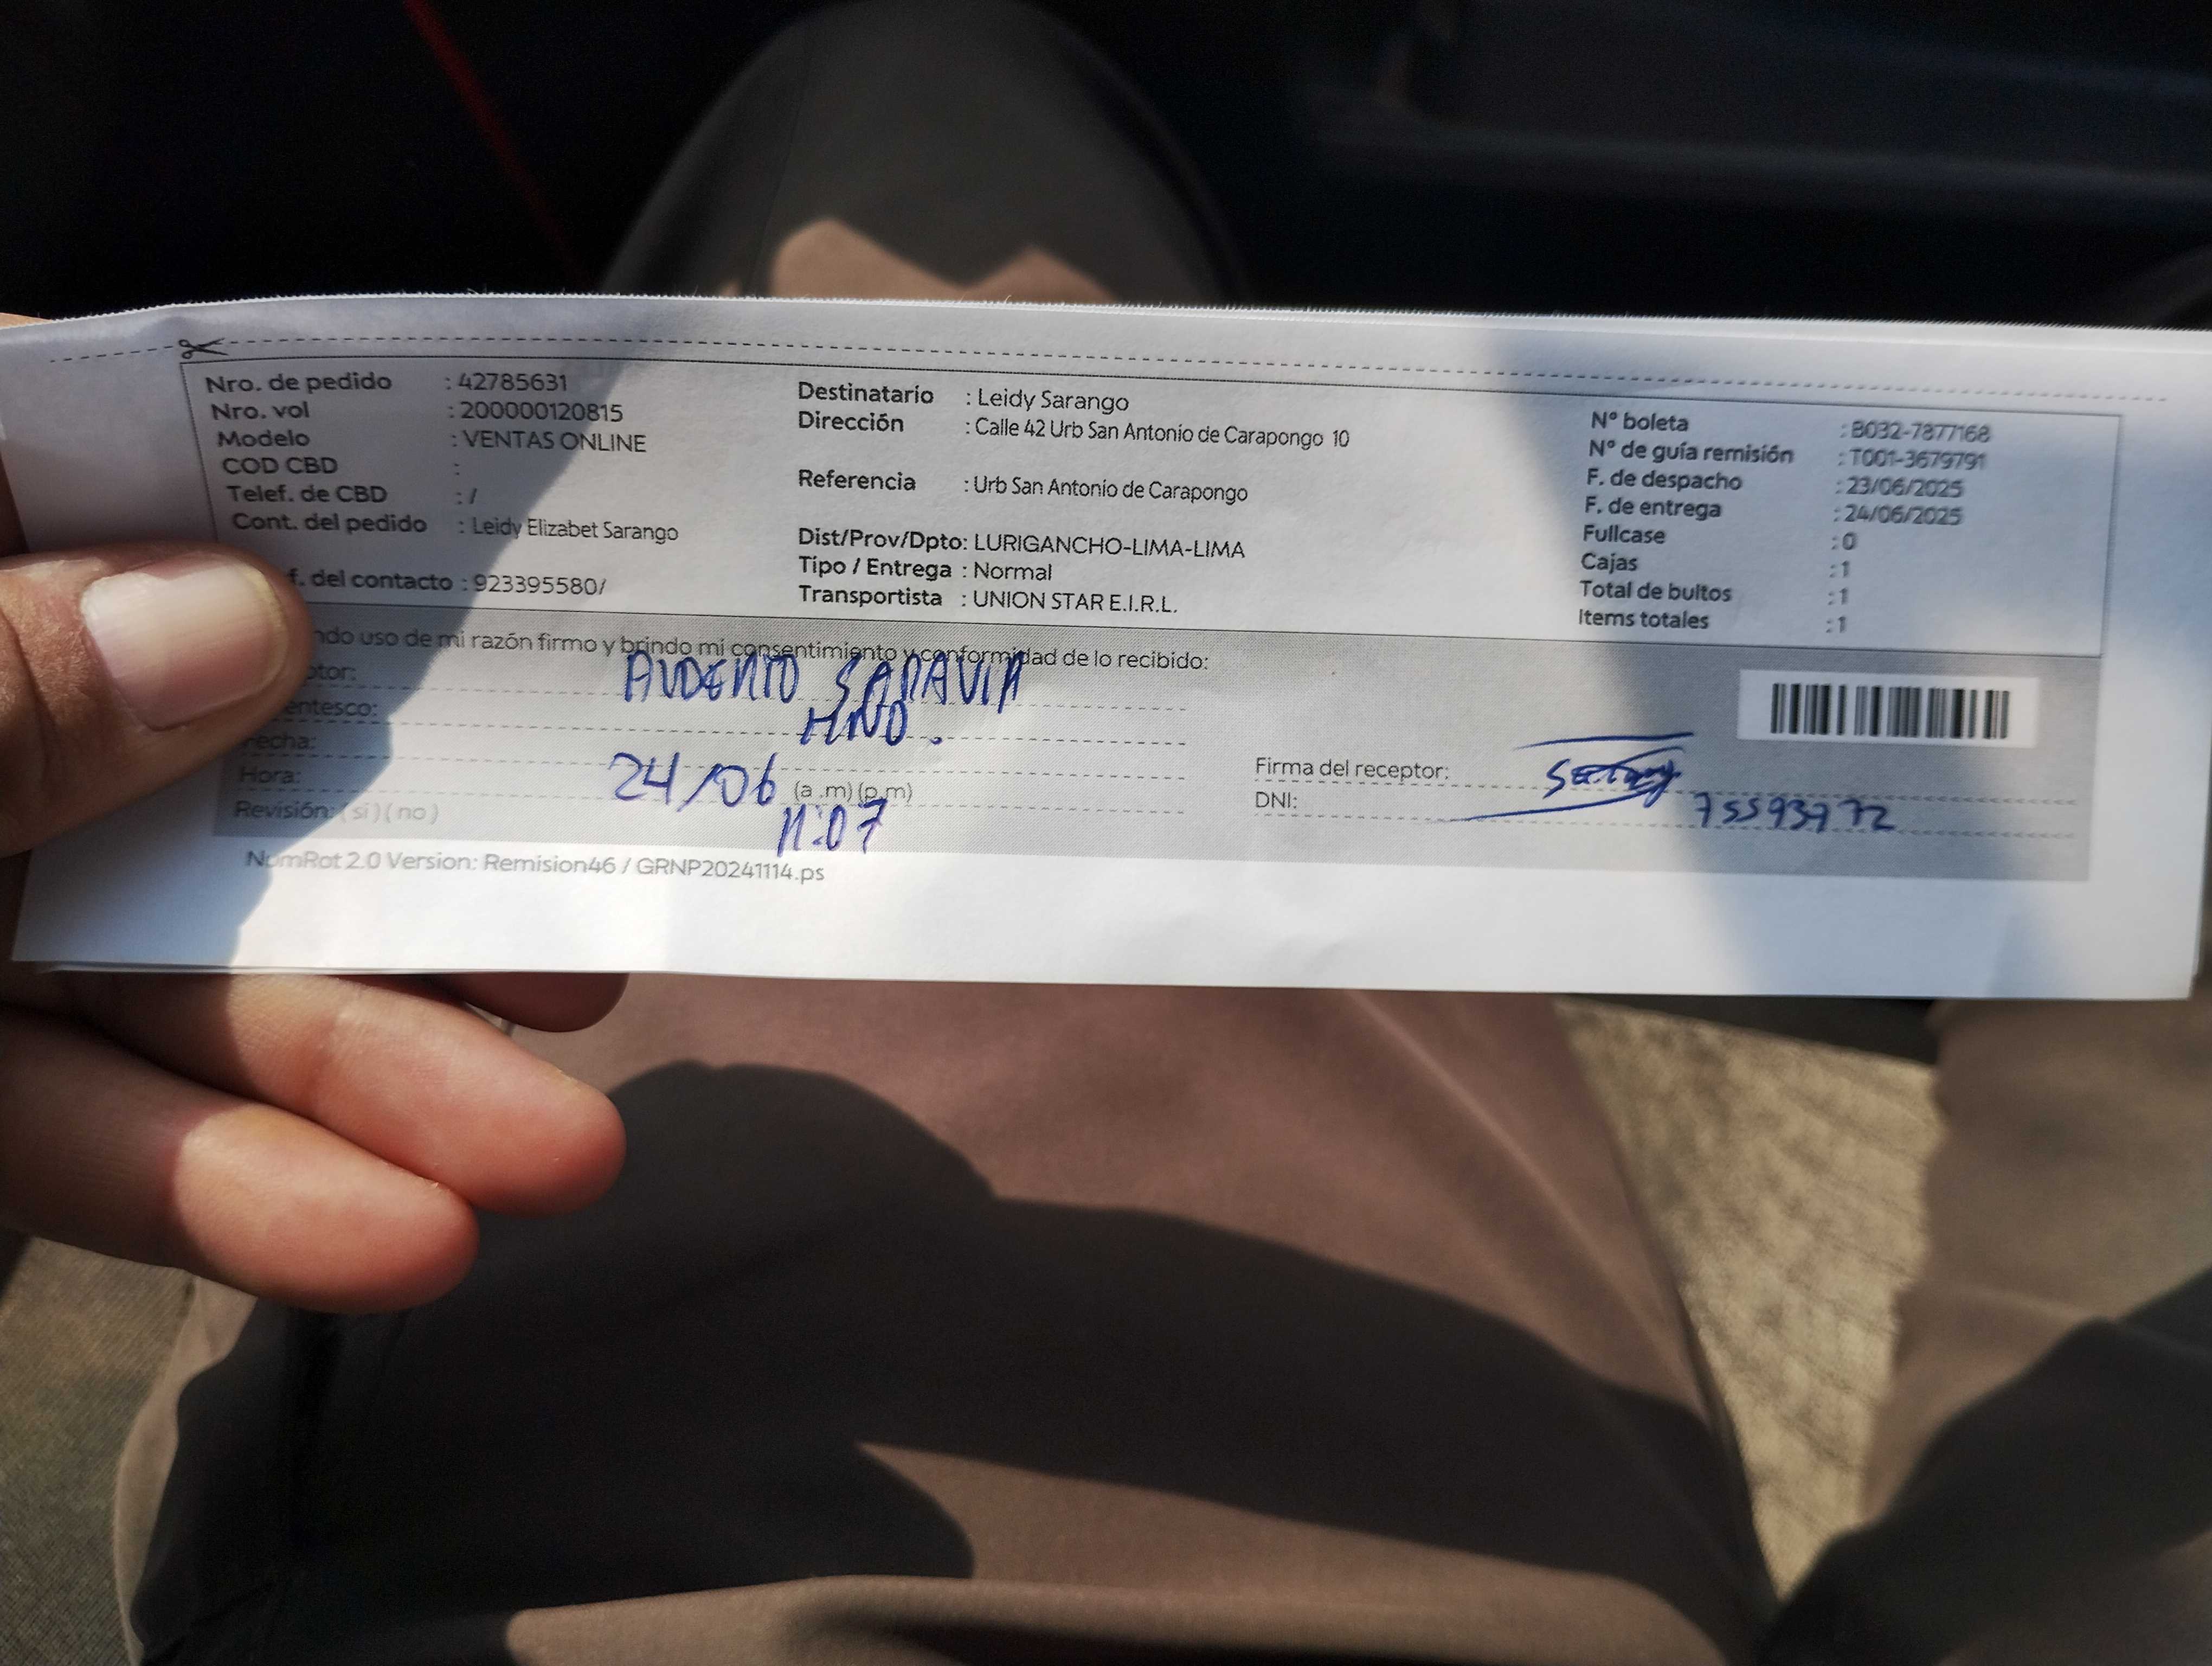 Nro. de pedido : 42785631
Nro. vol : 200000120815
Modelo : VENTAS ONLINE
COD CBD :
Telef. de CBD : /
Cont. del pedido : Leidy Elizabet Sarango
f. del contacto : 923395580/
Destinatario : Leidy Sarango
Dirección : Calle 42 Urb San Antonio de Carapongo 10
Referencia : Urb San Antonio de Carapongo
Dist/Prov/Dpto: LURIGANCHO-LIMA-LIMA
Tipo / Entrega : Normal
Transportista : UNION STAR E.I.R.L.
N° boleta : B032-7877168
N° de guía remisión : T001-3679791
F. de despacho : 23/06/2025
F. de entrega : 24/06/2025
Fullcase : 0
Cajas : 1
Total de bultos : 1
Items totales : 1
ndo uso de mi razón firmo y brindo mi consentimiento y conformidad de lo recibido:
ptor: SARAVIA
entesco: HNO.
Fecha:
Hora: 24/06 (a .m) (p.m)
Revisión: (si) (no) 11:07
Firma del receptor:
DNI:
NumRot 2.0 Version: Remision46 / GRNP20241114.ps